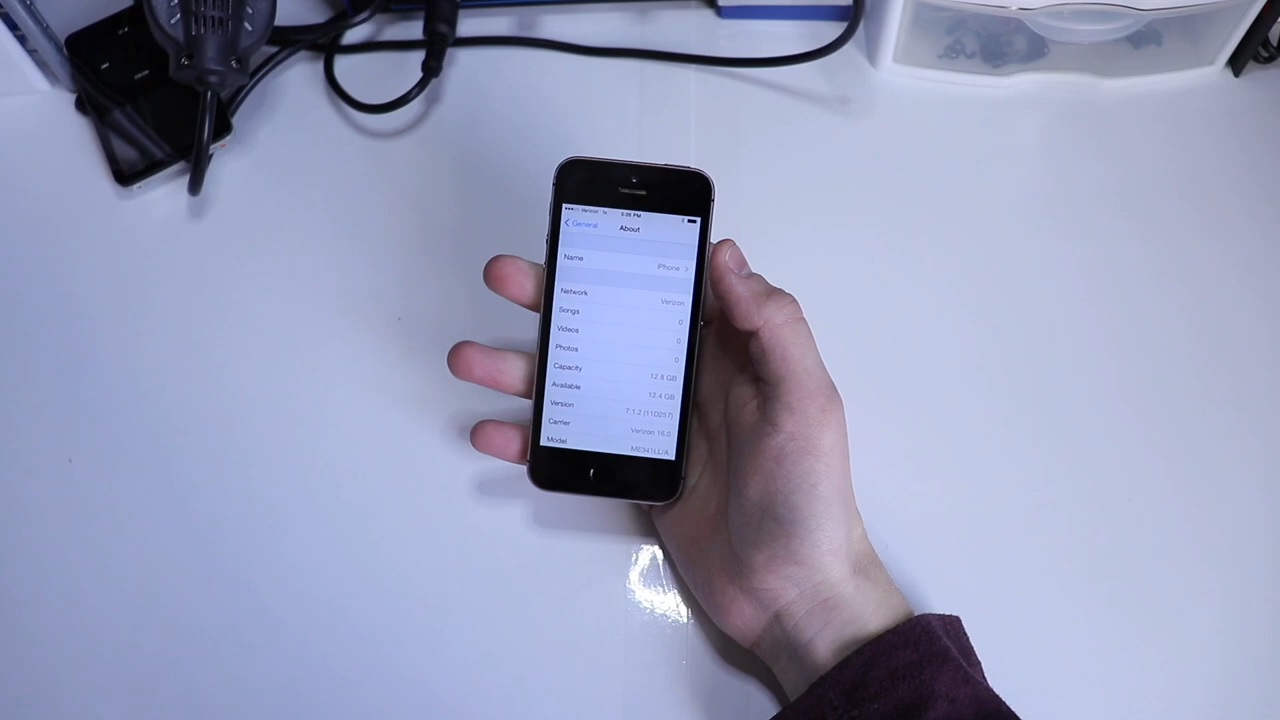 Verizon 1x 5:05 PM
General About
Name iPhone
Network Verizon
Songs 0
Videos 0
Photos 0
Capacity 12.8 GB
Available 12.4 GB
Version 7.1.2 (11D257)
Carrier Verizon 16.0
Model ME341LL/A